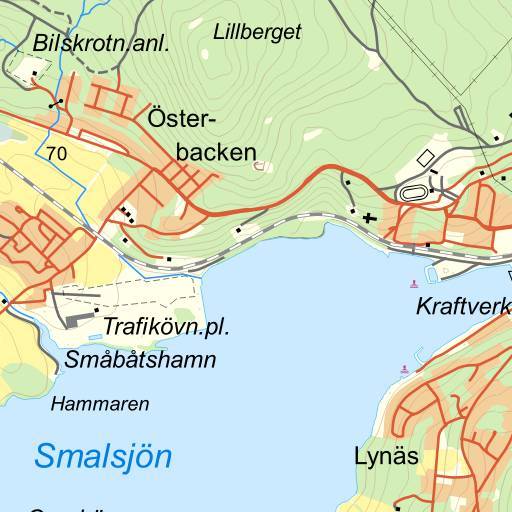 Lillberget
Bilskrotn.anl.
Öster-
backen
70
Kraftverk
Trafikövn.pl.
Småbåtshamn
Hammaren
Smalsjön
Lynäs